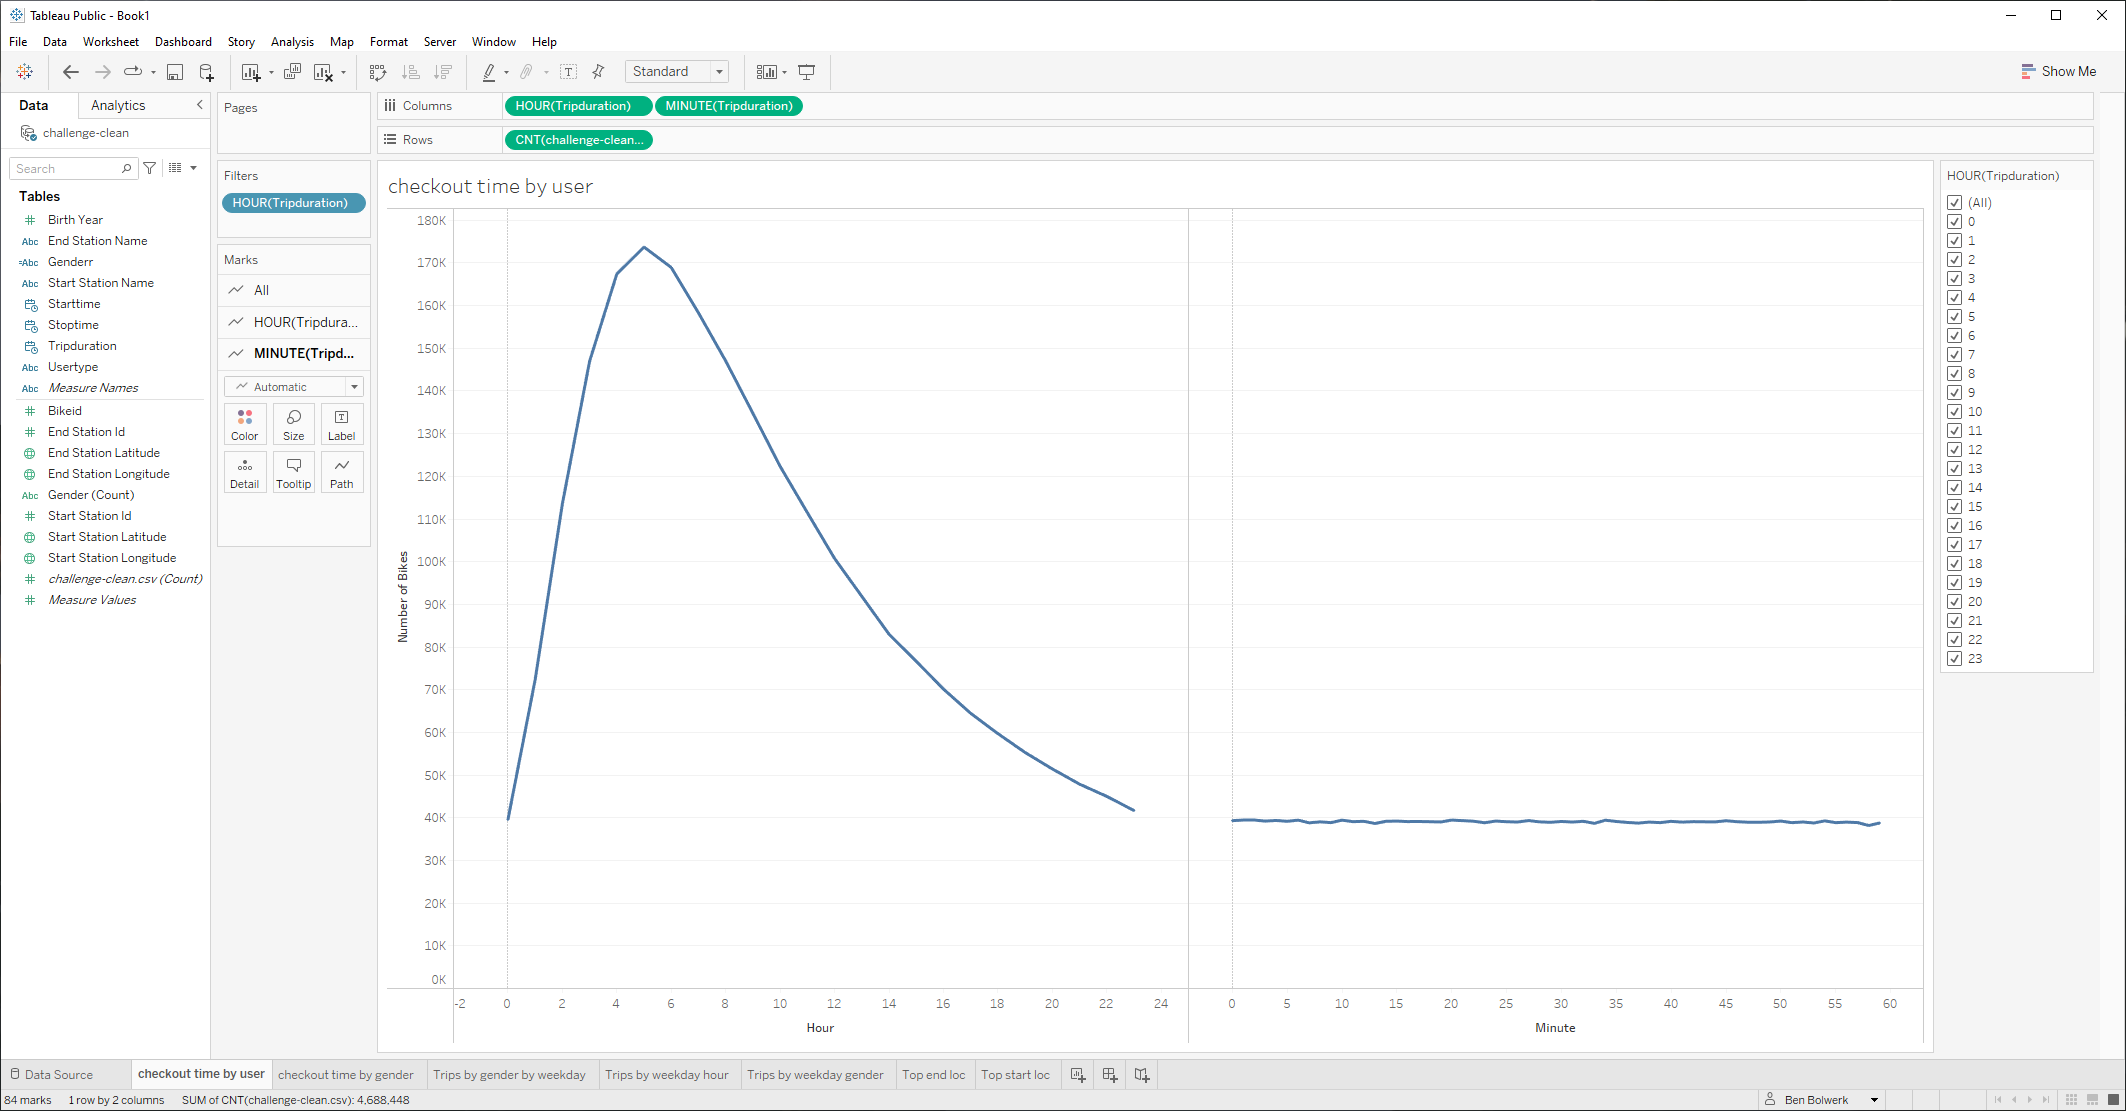 Tableau Public - Book1
File Data Worksheet Dashboard Story Analysis Map Format Server Window Help
Standard
Show Me
Data Analytics
challenge-clean
Search
Tables
Birth Year
Abc End Station Name
=Abc Genderr
Abc Start Station Name
Starttime
Stoptime
Tripduration
Abc Usertype
Abc Measure Names
Bikeid
End Station Id
End Station Latitude
End Station Longitude
Abc Gender (Count)
Start Station Id
Start Station Latitude
Start Station Longitude
challenge-clean.csv (Count)
Measure Values
Pages
Filters
HOUR(Tripduration)
Marks
All
HOUR(Tripdura...
MINUTE(Tripd...
Automatic
Color Size Label
Detail Tooltip Path
Columns HOUR(Tripduration) MINUTE(Tripduration)
Rows CNT(challenge-clean...
checkout time by user
180K
170K
160K
150K
140K
130K
120K
110K
100K
90K
80K
70K
60K
50K
40K
30K
20K
10K
0K
Number of Bikes
-2 0 2 4 6 8 10 12 14 16 18 20 22 24
Hour
0 5 10 15 20 25 30 35 40 45 50 55 60
Minute
HOUR(Tripduration)
(All)
0
1
2
3
4
5
6
7
8
9
10
11
12
13
14
15
16
17
18
19
20
21
22
23
Data Source checkout time by user checkout time by gender Trips by gender by weekday Trips by weekday hour Trips by weekday gender Top end loc Top start loc
84 marks 1 row by 2 columns SUM of CNT(challenge-clean.csv): 4,688,448 Ben Bolwerk